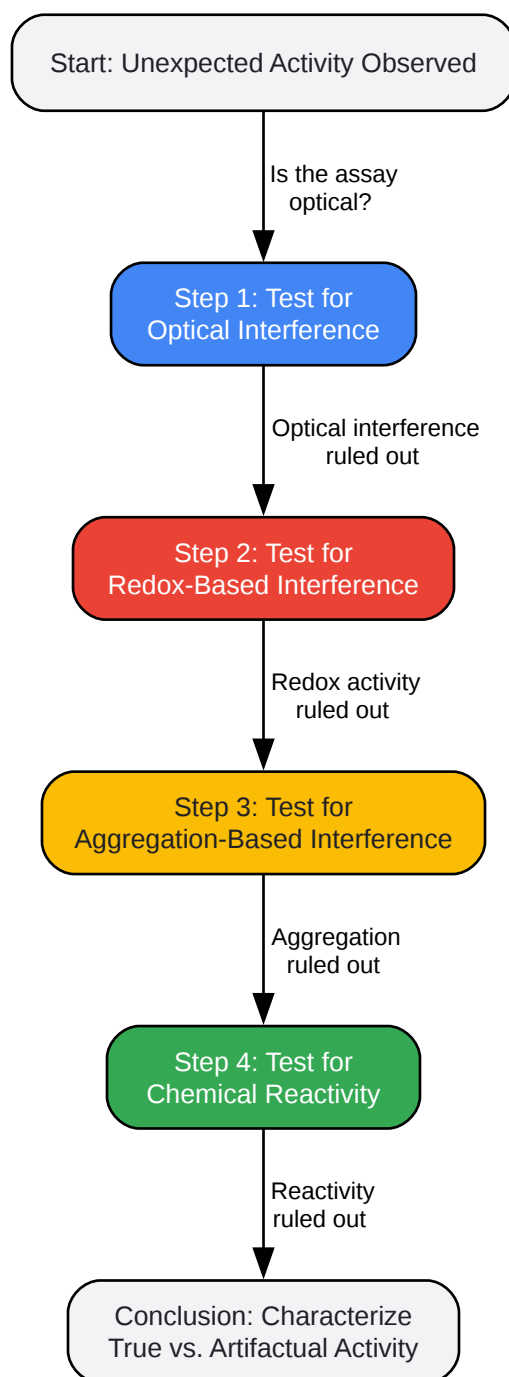 Start: Unexpected Activity Observed
Is the assay
optical?
Step 1: Test for
Optical Interference
Optical interference
ruled out
Step 2: Test for
Redox-Based Interference
Redox activity
ruled out
Step 3: Test for
Aggregation-Based Interference
Aggregation
ruled out
Step 4: Test for
Chemical Reactivity
Reactivity
ruled out
Conclusion: Characterize
True vs. Artifactual Activity